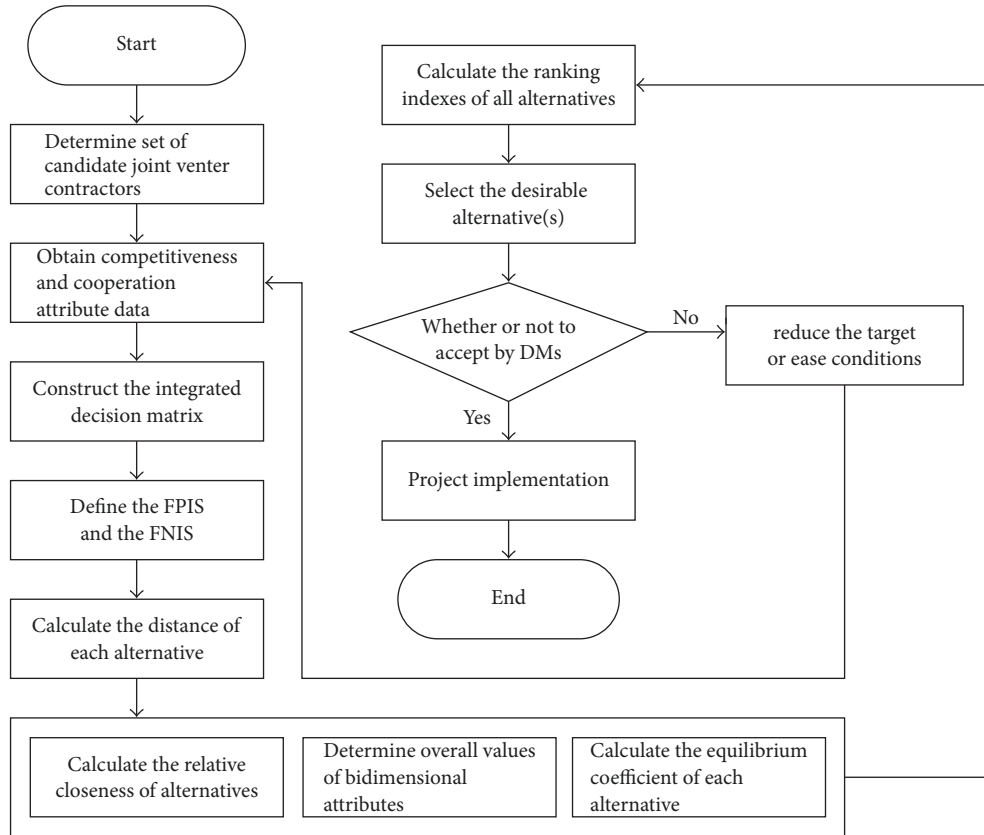 Start
Determine set of
candidate joint venter
contractors
Obtain competitiveness
and cooperation
attribute data
Construct the integrated
decision matrix
Define the FPIS
and the FNIS
Calculate the distance of
each alternative
Calculate the relative
closeness of alternatives
Determine overall values
of bidimensional
attributes
Calculate the equilibrium
coefficient of each
alternative
Calculate the ranking
indexes of all alternatives
Select the desirable
alternative(s)
Whether or not to
accept by DMs
No
reduce the target
or ease conditions
Yes
Project implementation
End